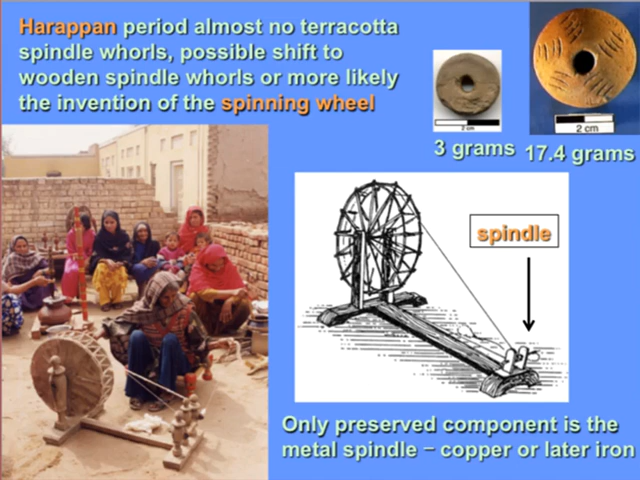 Harappan period almost no terracotta
spindle whorls, possible shift to
wooden spindle whorls or more likely
the invention of the spinning wheel
2 cm
2 cm
3 grams 17.4 grams
spindle
Only preserved component is the
metal spindle – copper or later iron